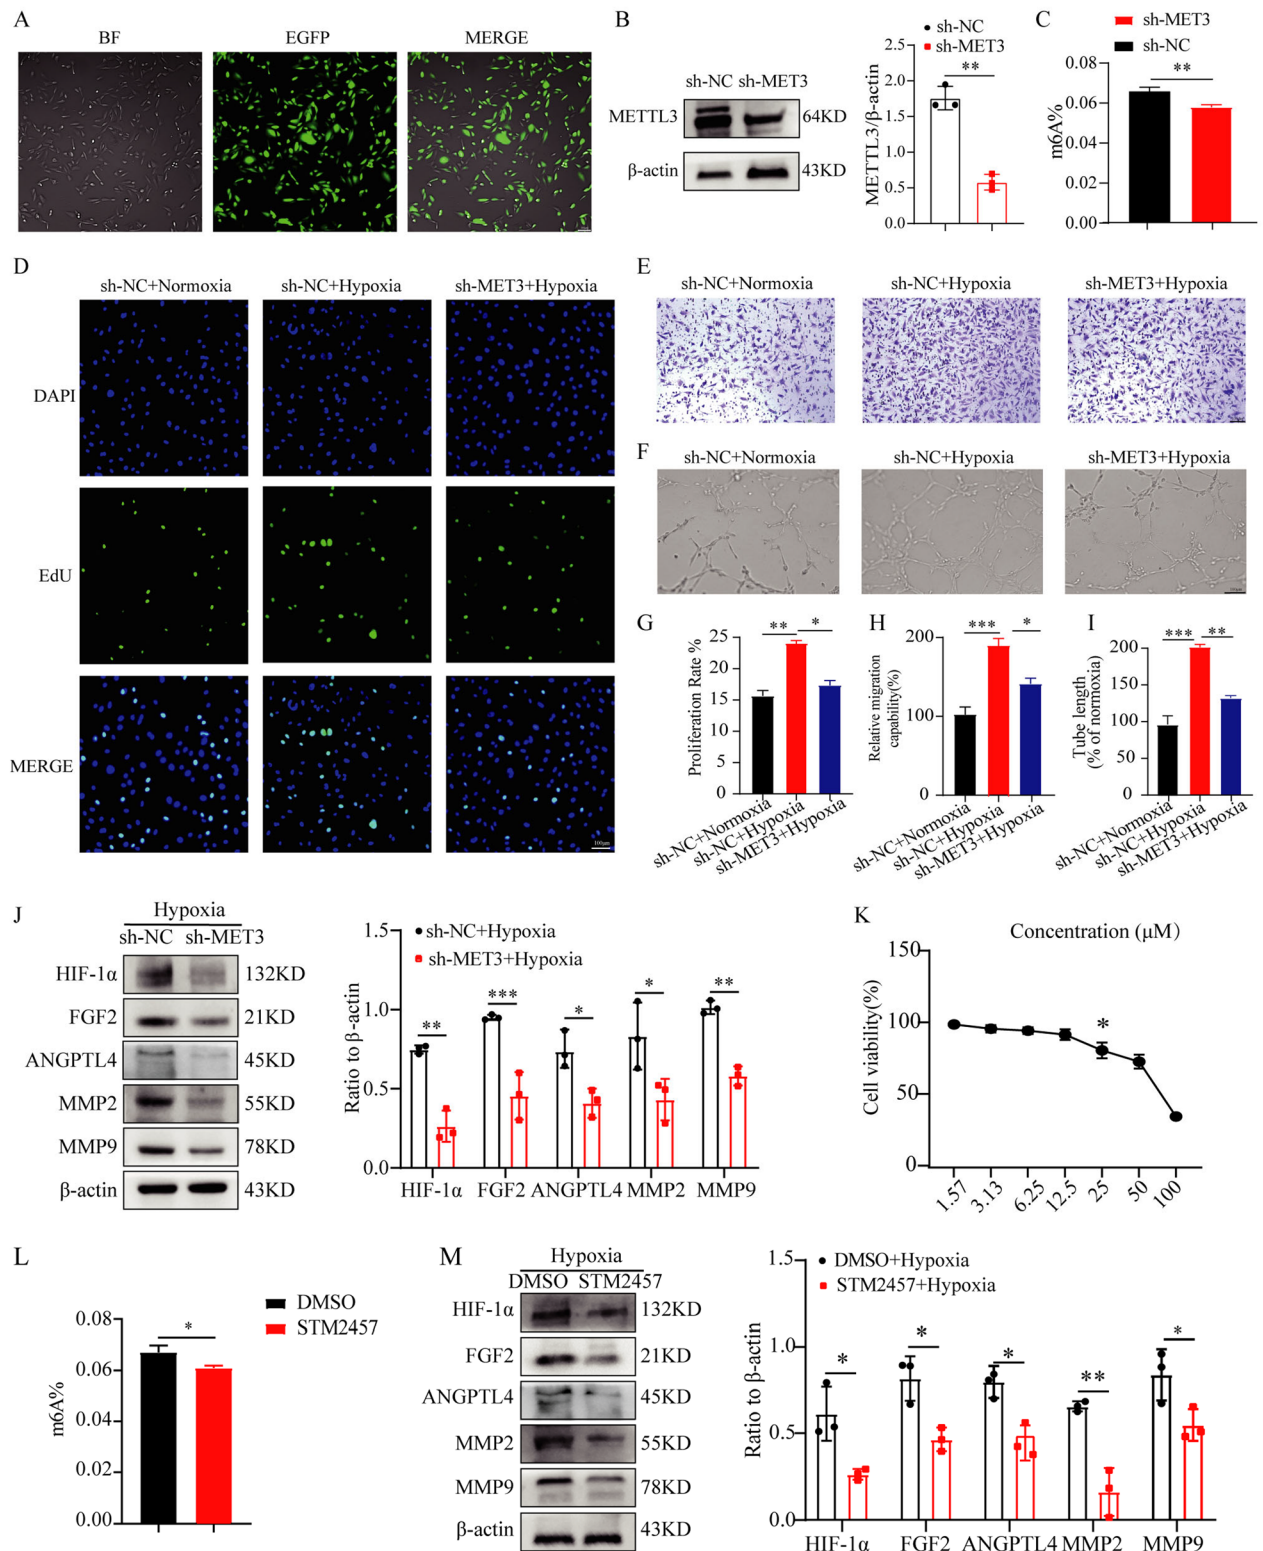 A
BF EGFP MERGE
B
sh-NC sh-MET3
METTL3 64KD
β-actin 43KD
sh-NC
sh-MET3
METTL3/β-actin
2.5
2.0
1.5
1.0
0.5
0.0
**
C
sh-MET3
sh-NC
m6A%
0.08
0.06
0.04
0.02
0.00
**
D
sh-NC+Normoxia sh-NC+Hypoxia sh-MET3+Hypoxia
DAPI
EdU
MERGE
100μm
E
sh-NC+Normoxia sh-NC+Hypoxia sh-MET3+Hypoxia
F
sh-NC+Normoxia sh-NC+Hypoxia sh-MET3+Hypoxia
G
Proliferation Rate %
25
20
15
10
5
0
** *
sh-NC+Normoxia
sh-NC+Hypoxia
sh-MET3+Hypoxia
H
Relative migration
capability(%)
200
100
0
*** *
sh-NC+Normoxia
sh-NC+Hypoxia
sh-MET3+Hypoxia
I
Tube length
(% of normoxia)
200
150
100
50
0
*** **
sh-NC+Normoxia
sh-NC+Hypoxia
sh-MET3+Hypoxia
J
Hypoxia
sh-NC sh-MET3
HIF-1α 132KD
FGF2 21KD
ANGPTL4 45KD
MMP2 55KD
MMP9 78KD
β-actin 43KD
sh-NC+Hypoxia
sh-MET3+Hypoxia
Ratio to β-actin
1.5
1.0
0.5
0.0
** *** * * **
HIF-1α FGF2 ANGPTL4 MMP2 MMP9
K
Concentration (μM)
Cell viability(%)
150
100
50
0
*
1.57 3.13 6.25 12.5 25 50 100
L
DMSO
STM2457
m6A%
0.08
0.06
0.04
0.02
0.00
*
M
Hypoxia
DMSO STM2457
HIF-1α 132KD
FGF2 21KD
ANGPTL4 45KD
MMP2 55KD
MMP9 78KD
β-actin 43KD
DMSO+Hypoxia
STM2457+Hypoxia
Ratio to β-actin
1.5
1.0
0.5
0.0
* * * ** *
HIF-1α FGF2 ANGPTL4 MMP2 MMP9